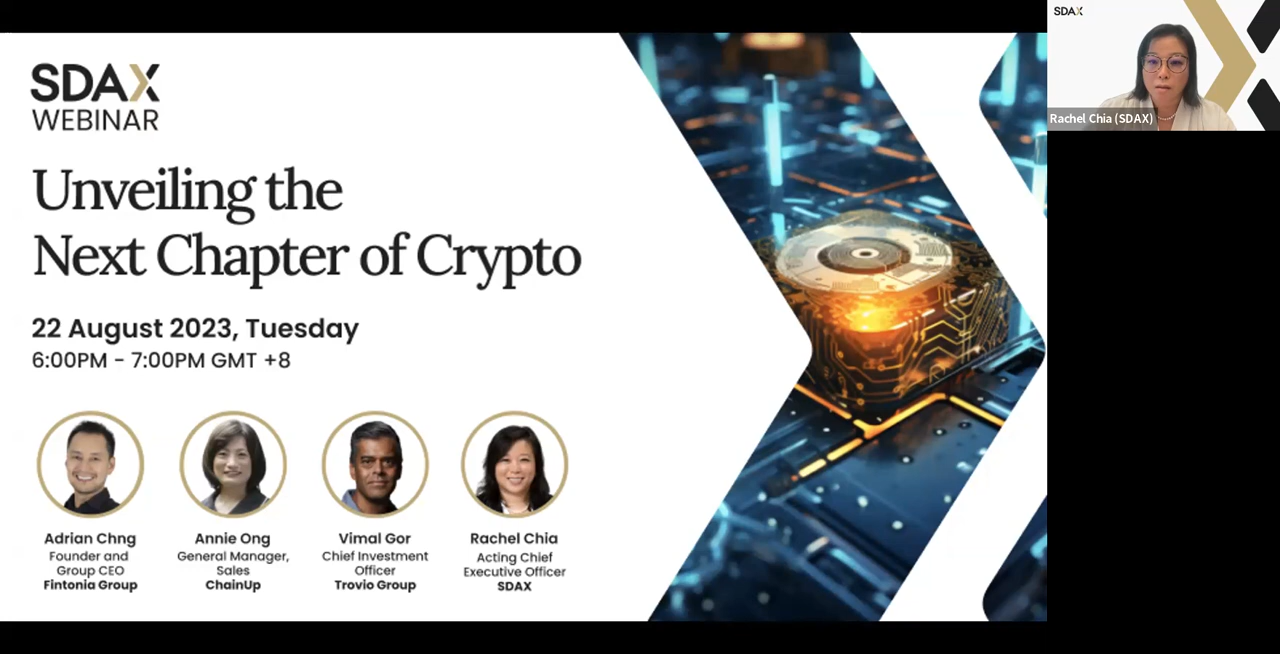 SDAX
WEBINAR
Unveiling the
Next Chapter of Crypto
22 August 2023, Tuesday
6:00PM - 7:00PM GMT +8
Adrian Chng
Founder and
Group CEO
Fintonia Group
Annie Ong
General Manager,
Sales
ChainUp
Vimal Gor
Chief Investment
Officer
Trovio Group
Rachel Chia
Acting Chief
Executive Officer
SDAX
SDAX
Rachel Chia (SDAX)